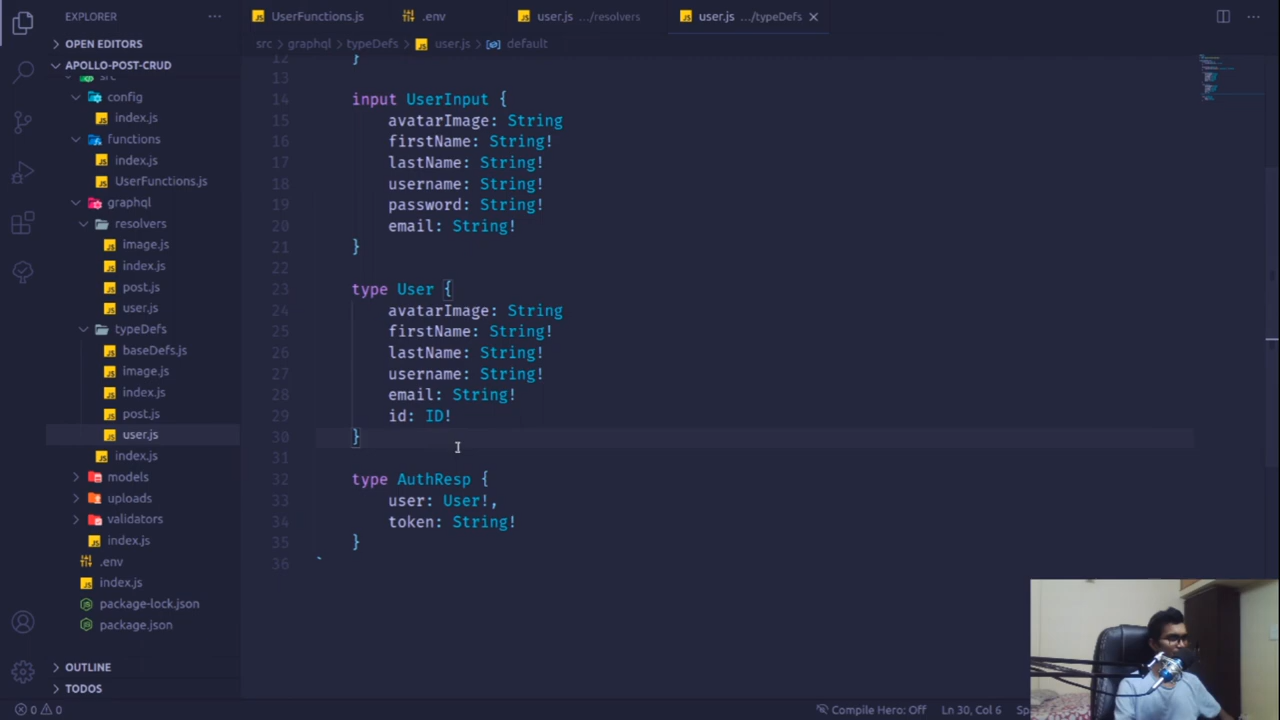 EXPLORER
UserFunctions.js
.env
user.js .../resolvers
user.js .../typeDefs
OPEN EDITORS
src > graphql > typeDefs > user.js > default
APOLLO-POST-CRUD
src
config
index.js
functions
index.js
UserFunctions.js
graphql
resolvers
image.js
index.js
post.js
user.js
typeDefs
baseDefs.js
image.js
index.js
post.js
user.js
index.js
models
uploads
validators
index.js
.env
index.js
package-lock.json
package.json
OUTLINE
TODOS
12 }
13
14 input UserInput {
15 avatarImage: String
16 firstName: String!
17 lastName: String!
18 username: String!
19 password: String!
20 email: String!
21 }
22
23 type User {
24 avatarImage: String
25 firstName: String!
26 lastName: String!
27 username: String!
28 email: String!
29 id: ID!
30 }
31
32 type AuthResp {
33 user: User!,
34 token: String!
35 }
36 `
0 0
Compile Hero: Off
Ln 30, Col 6